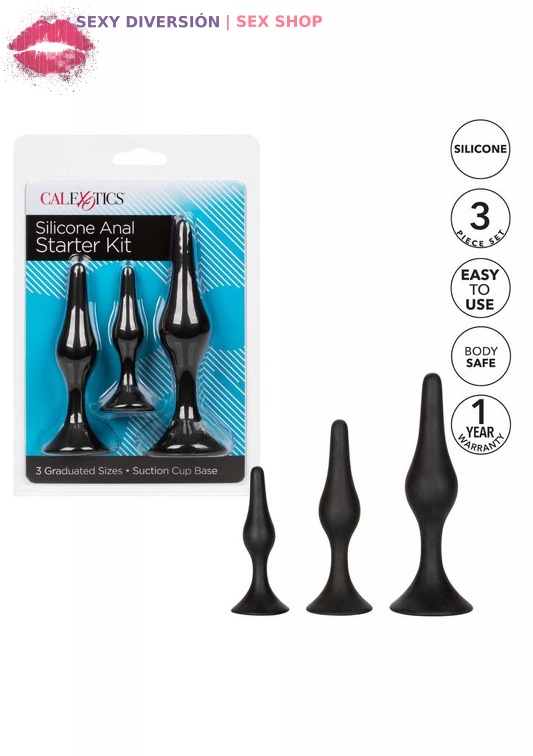 SEXY DIVERSIÓN | SEX SHOP
CALEXOTICS
Silicone Anal
Starter Kit
3 Graduated Sizes • Suction Cup Base
SILICONE
3
PIECE SET
EASY
TO
USE
BODY
SAFE
1
YEAR
WARRANTY